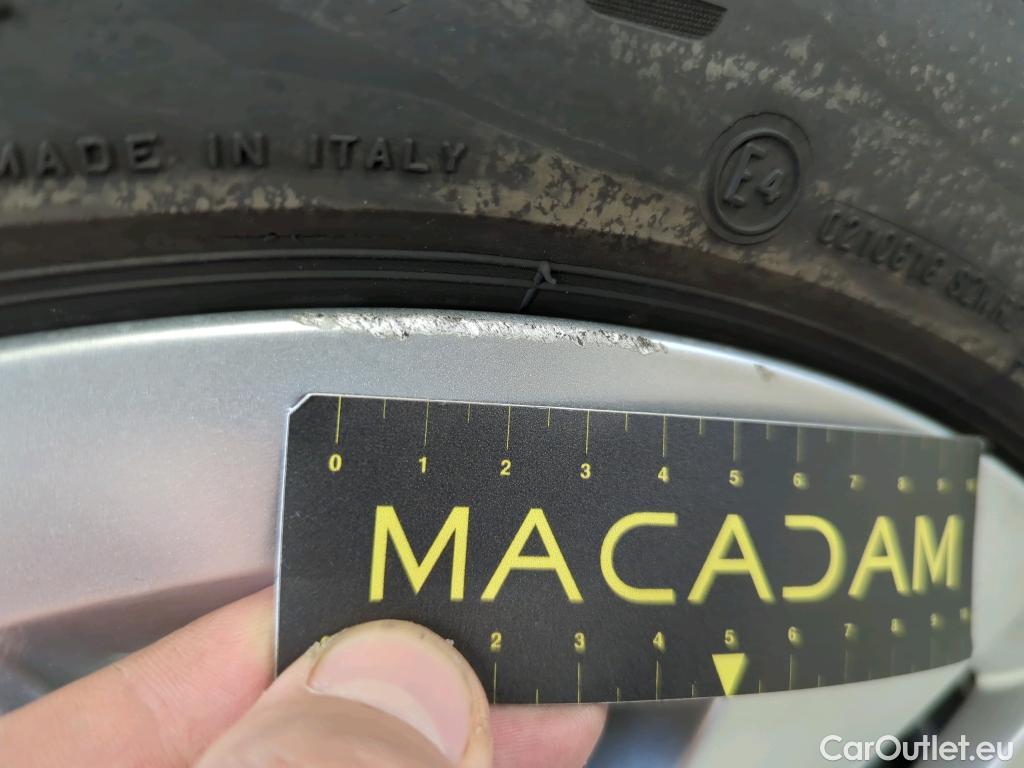 MADE IN ITALY
E4
0 1 2 3 4 5 6 7 8 9
MACADAM
2 3 4 5 6 7 8 9
CarOutlet.eu